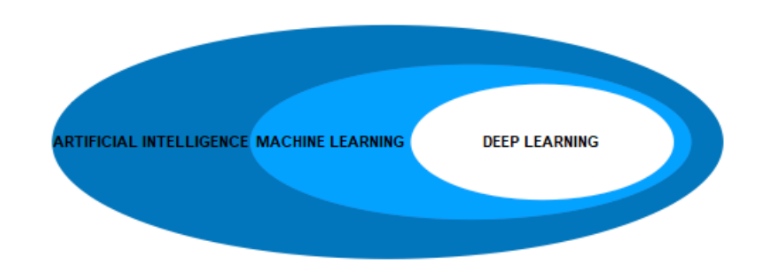 ARTIFICIAL INTELLIGENCE
MACHINE LEARNING
DEEP LEARNING